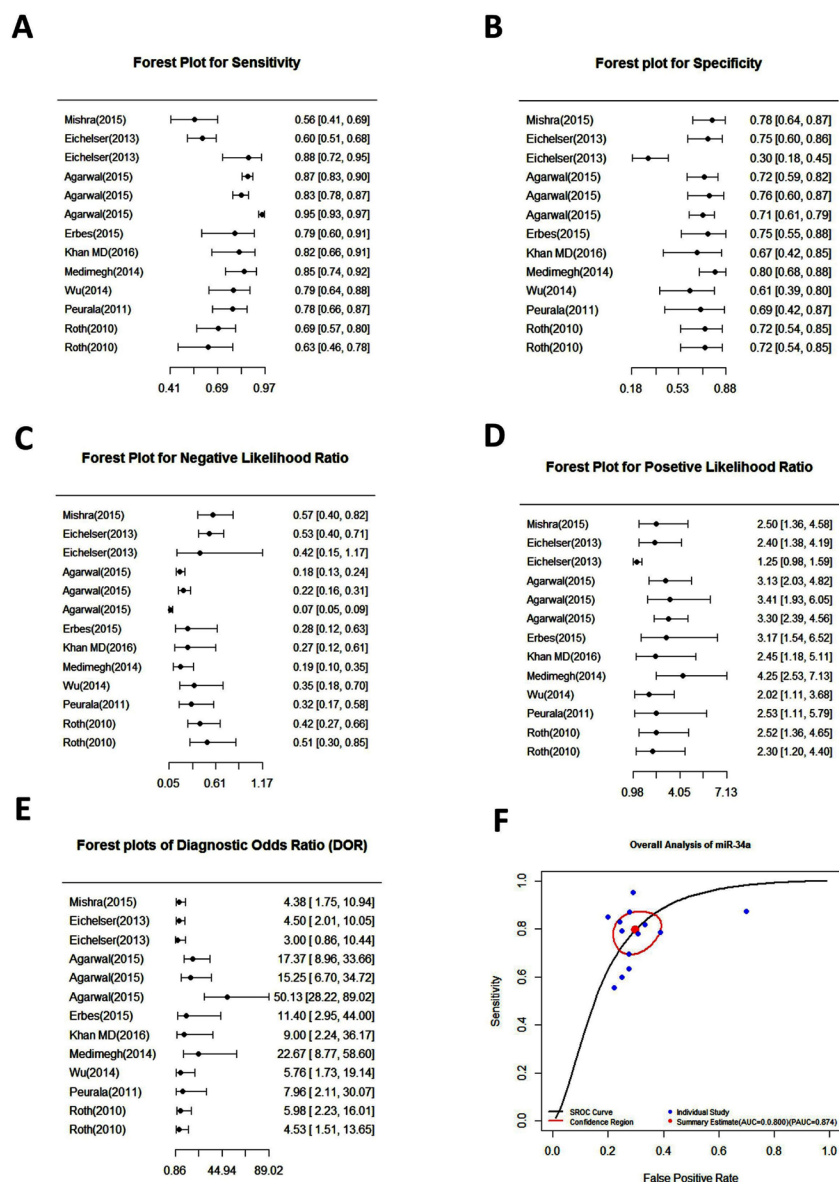 A
Forest Plot for Sensitivity
Mishra(2015) 0.56 [0.41, 0.69]
Eichelser(2013) 0.60 [0.51, 0.68]
Eichelser(2013) 0.88 [0.72, 0.95]
Agarwal(2015) 0.87 [0.83, 0.90]
Agarwal(2015) 0.83 [0.78, 0.87]
Agarwal(2015) 0.95 [0.93, 0.97]
Erbes(2015) 0.79 [0.60, 0.91]
Khan MD(2016) 0.82 [0.66, 0.91]
Medimegh(2014) 0.85 [0.74, 0.92]
Wu(2014) 0.79 [0.64, 0.88]
Peurala(2011) 0.78 [0.66, 0.87]
Roth(2010) 0.69 [0.57, 0.80]
Roth(2010) 0.63 [0.46, 0.78]
0.41 0.69 0.97
B
Forest plot for Specificity
Mishra(2015) 0.78 [0.64, 0.87]
Eichelser(2013) 0.75 [0.60, 0.86]
Eichelser(2013) 0.30 [0.18, 0.45]
Agarwal(2015) 0.72 [0.59, 0.82]
Agarwal(2015) 0.76 [0.60, 0.87]
Agarwal(2015) 0.71 [0.61, 0.79]
Erbes(2015) 0.75 [0.55, 0.88]
Khan MD(2016) 0.67 [0.42, 0.85]
Medimegh(2014) 0.80 [0.68, 0.88]
Wu(2014) 0.61 [0.39, 0.80]
Peurala(2011) 0.69 [0.42, 0.87]
Roth(2010) 0.72 [0.54, 0.85]
Roth(2010) 0.72 [0.54, 0.85]
0.18 0.53 0.88
C
Forest Plot for Negative Likelihood Ratio
Mishra(2015) 0.57 [0.40, 0.82]
Eichelser(2013) 0.53 [0.40, 0.71]
Eichelser(2013) 0.42 [0.15, 1.17]
Agarwal(2015) 0.18 [0.13, 0.24]
Agarwal(2015) 0.22 [0.16, 0.31]
Agarwal(2015) 0.07 [0.05, 0.09]
Erbes(2015) 0.28 [0.12, 0.63]
Khan MD(2016) 0.27 [0.12, 0.61]
Medimegh(2014) 0.19 [0.10, 0.35]
Wu(2014) 0.35 [0.18, 0.70]
Peurala(2011) 0.32 [0.17, 0.58]
Roth(2010) 0.42 [0.27, 0.66]
Roth(2010) 0.51 [0.30, 0.85]
0.05 0.61 1.17
D
Forest Plot for Posetive Likelihood Ratio
Mishra(2015) 2.50 [1.36, 4.58]
Eichelser(2013) 2.40 [1.38, 4.19]
Eichelser(2013) 1.25 [0.98, 1.59]
Agarwal(2015) 3.13 [2.03, 4.82]
Agarwal(2015) 3.41 [1.93, 6.05]
Agarwal(2015) 3.30 [2.39, 4.56]
Erbes(2015) 3.17 [1.54, 6.52]
Khan MD(2016) 2.45 [1.18, 5.11]
Medimegh(2014) 4.25 [2.53, 7.13]
Wu(2014) 2.02 [1.11, 3.68]
Peurala(2011) 2.53 [1.11, 5.79]
Roth(2010) 2.52 [1.36, 4.65]
Roth(2010) 2.30 [1.20, 4.40]
0.98 4.05 7.13
E
Forest plots of Diagnostic Odds Ratio (DOR)
Mishra(2015) 4.38 [ 1.75, 10.94]
Eichelser(2013) 4.50 [ 2.01, 10.05]
Eichelser(2013) 3.00 [ 0.86, 10.44]
Agarwal(2015) 17.37 [ 8.96, 33.66]
Agarwal(2015) 15.25 [ 6.70, 34.72]
Agarwal(2015) 50.13 [28.22, 89.02]
Erbes(2015) 11.40 [ 2.95, 44.00]
Khan MD(2016) 9.00 [ 2.24, 36.17]
Medimegh(2014) 22.67 [ 8.77, 58.60]
Wu(2014) 5.76 [ 1.73, 19.14]
Peurala(2011) 7.96 [ 2.11, 30.07]
Roth(2010) 5.98 [ 2.23, 16.01]
Roth(2010) 4.53 [ 1.51, 13.65]
0.86 44.94 89.02
F
Overall Analysis of miR-34a
Sensitivity
1.0
0.8
0.6
0.4
0.2
0.0
SROC Curve
Confidence Region
Individual Study
Summary Estimate(AUC=0.0.800)(PAUC=0.874)
0.0 0.2 0.4 0.6 0.8 1.0
False Positive Rate